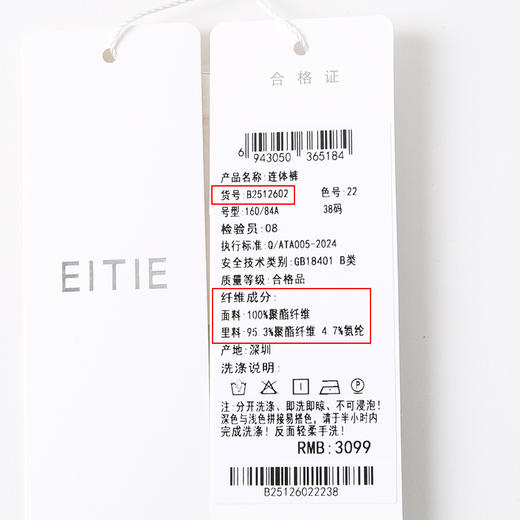 EITIE
合格证
6 943050 365184
产品名称:连体裤
货号:B2512602 色号:22
号型:160/84A 38码
检验员:08
执行标准:Q/ATA005-2024
安全技术类别:GB18401 B类
质量等级:合格品
纤维成分:
面料:100%聚酯纤维
里料:95.3%聚酯纤维 4.7%氨纶
产地:深圳
洗涤说明:
注:分开洗涤、即洗即晾、不可浸泡!
深色与浅色拼接易搭色,请于半小时内
完成洗涤!反面轻柔手洗!
RMB:3099
B25126022238